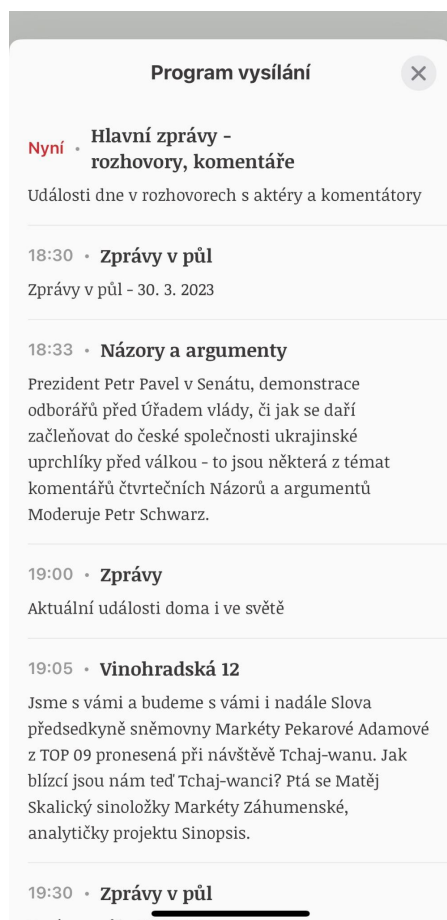 Program vysílání
Nyní • Hlavní zprávy -
rozhovory, komentáře
Události dne v rozhovorech s aktéry a komentátory
18:30 • Zprávy v půl
Zprávy v půl - 30. 3. 2023
18:33 • Názory a argumenty
Prezident Petr Pavel v Senátu, demonstrace
odborářů před Úřadem vlády, či jak se daří
začleňovat do české společnosti ukrajinské
uprchlíky před válkou - to jsou některá z témat
komentářů čtvrtečních Názorů a argumentů
Moderuje Petr Schwarz.
19:00 • Zprávy
Aktuální události doma i ve světě
19:05 • Vinohradská 12
Jsme s vámi a budeme s vámi i nadále Slova
předsedkyně sněmovny Markéty Pekarové Adamové
z TOP 09 pronesená při návštěvě Tchaj-wanu. Jak
blízcí jsou nám teď Tchaj-wanci? Ptá se Matěj
Skalický sinoložky Markéty Záhumenské,
analytičky projektu Sinopsis.
19:30 • Zprávy v půl